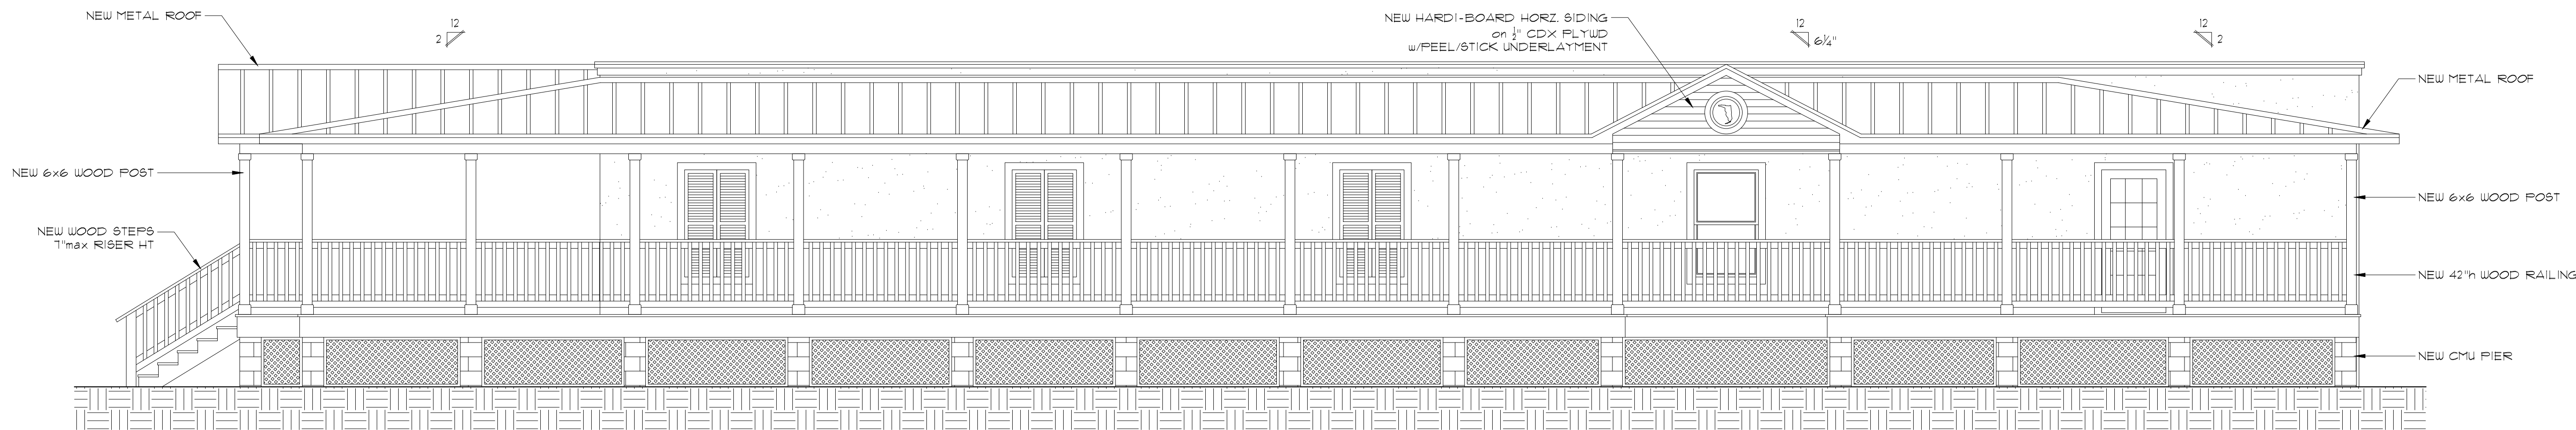 NEW METAL ROOF
12
2
NEW HARDI-BOARD HORZ. SIDING
on ½" CDX PLYWD
w/PEEL/STICK UNDERLAYMENT
12
6¼"
12
2
NEW METAL ROOF
NEW 6x6 WOOD POST
NEW 6x6 WOOD POST
NEW WOOD STEPS
7"max RISER HT
NEW 42"h WOOD RAILING
NEW CMU PIER